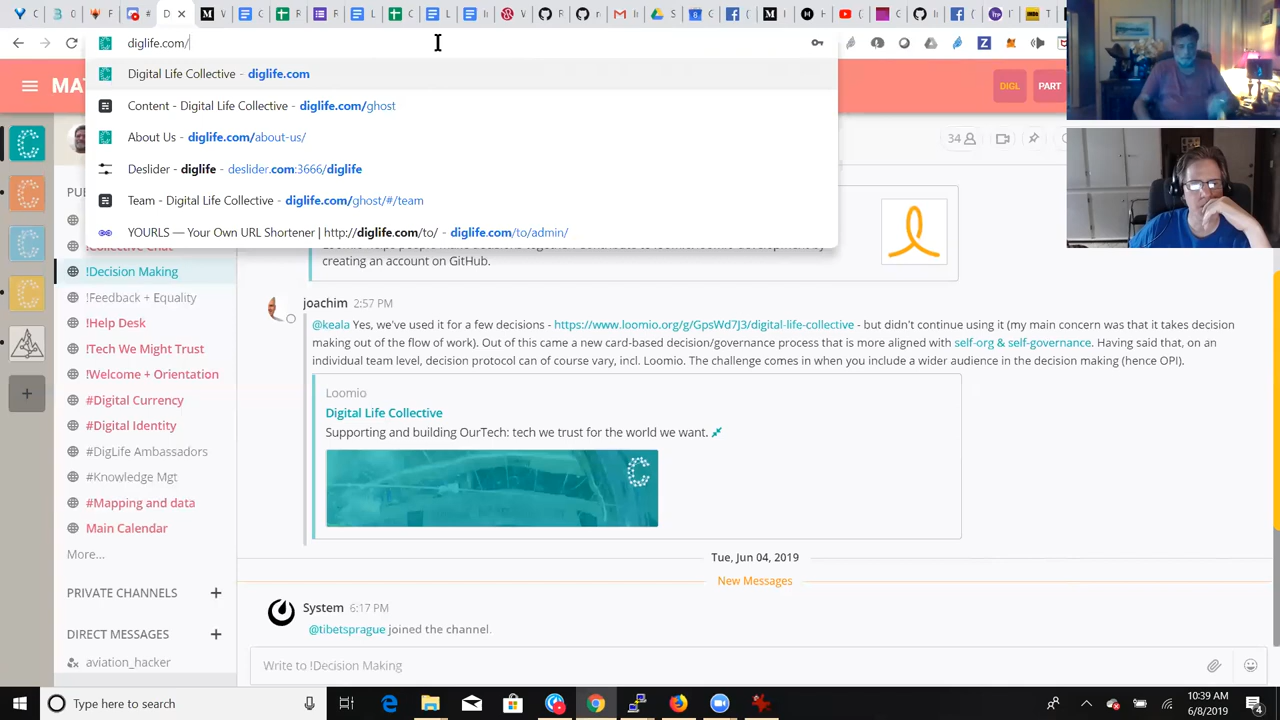 diglife.com/
Digital Life Collective - diglife.com
Content - Digital Life Collective - diglife.com/ghost
About Us - diglife.com/about-us/
Deslider - diglife - deslider.com:3666/diglife
Team - Digital Life Collective - diglife.com/ghost/#/team
YOURLS — Your Own URL Shortener | http://diglife.com/to/ - diglife.com/to/admin/
MAT
DIGL
PART
34
PU
!Collective Chat
!Decision Making
!Feedback + Equality
!Help Desk
!Tech We Might Trust
!Welcome + Orientation
#Digital Currency
#Digital Identity
#DigLife Ambassadors
#Knowledge Mgt
#Mapping and data
Main Calendar
More...
PRIVATE CHANNELS +
DIRECT MESSAGES +
aviation_hacker
creating an account on GitHub.
joachim 2:57 PM
@keala Yes, we've used it for a few decisions - https://www.loomio.org/g/GpsWd7J3/digital-life-collective - but didn't continue using it (my main concern was that it takes decision
making out of the flow of work). Out of this came a new card-based decision/governance process that is more aligned with self-org & self-governance. Having said that, on an
individual team level, decision protocol can of course vary, incl. Loomio. The challenge comes in when you include a wider audience in the decision making (hence OPI).
Loomio
Digital Life Collective
Supporting and building OurTech: tech we trust for the world we want.
Tue, Jun 04, 2019
New Messages
System 6:17 PM
@tibetsprague joined the channel.
Write to !Decision Making
Type here to search
10:39 AM
6/8/2019
4